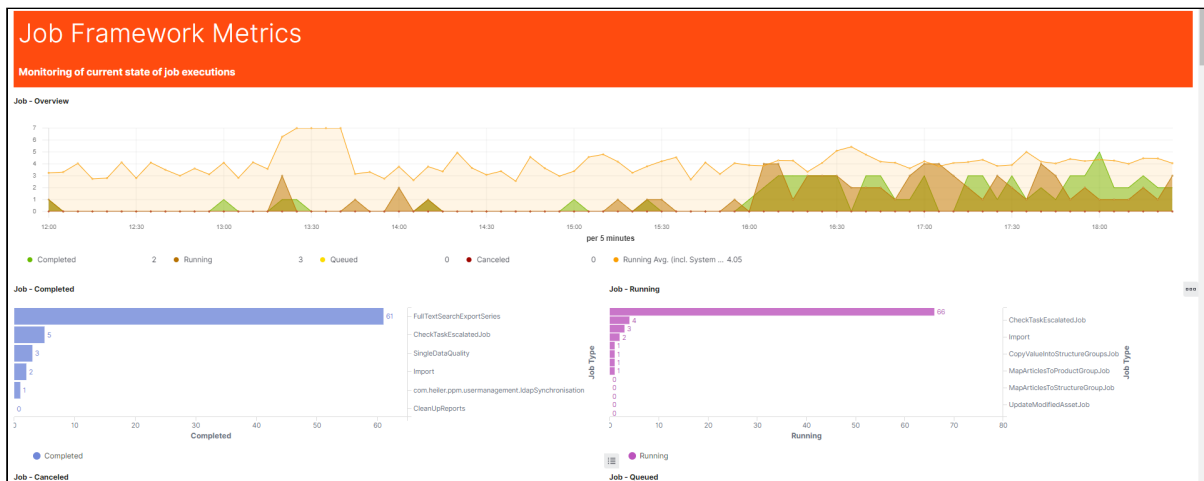 Job Framework Metrics
Monitoring of current state of job executions
Job - Overview
7
6
5
4
3
2
1
0
12:00 12:30 13:00 13:30 14:00 14:30 15:00 15:30 16:00 16:30 17:00 17:30 18:00
per 5 minutes
Completed 2 Running 3 Queued 0 Canceled 0 Running Avg. (incl. System ... 4.05
Job - Completed
61 FullTextSearchExportSeries
5 CheckTaskEscalatedJob
3 SingleDataQuality
2 Import
1 com.heiler.ppm.usermanagement.ldapSynchronisation
0 CleanUpReports
Job Type
0 10 20 30 40 50 60
Completed
Completed
Job - Running
66
4 CheckTaskEscalatedJob
3
2 Import
1
1 CopyValueIntoStructureGroupsJob
1
1 MapArticlesToProductGroupJob
0
0 MapArticlesToStructureGroupJob
0
0 UpdateModifiedAssetJob
0
Job Type
0 10 20 30 40 50 60 70 80
Running
Running
Job - Canceled
Job - Queued